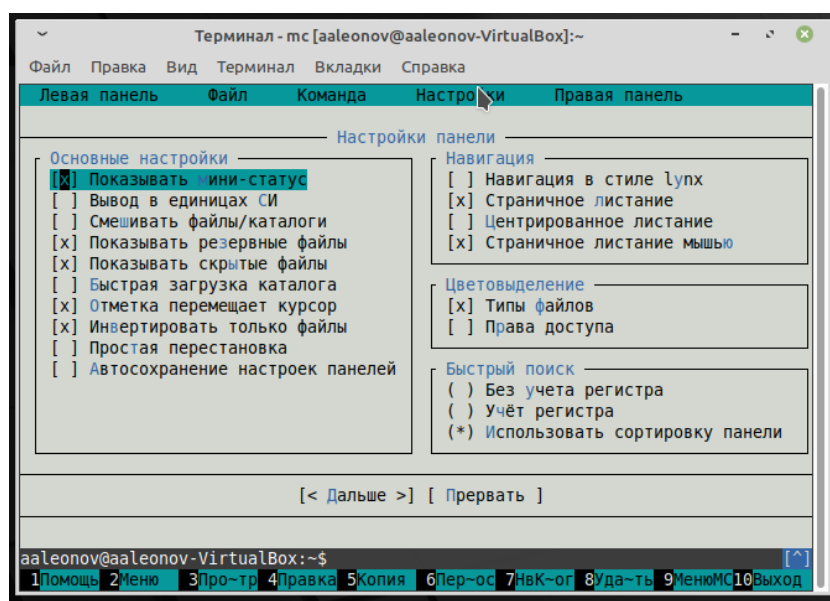 Терминал - mc [aaleonov@aaleonov-VirtualBox]:~
Файл Правка Вид Терминал Вкладки Справка
Левая панель Файл Команда Настройки Правая панель
Настройки панели
Основные настройки
[x] Показывать мини-статус
[ ] Вывод в единицах СИ
[ ] Смешивать файлы/каталоги
[x] Показывать резервные файлы
[x] Показывать скрытые файлы
[ ] Быстрая загрузка каталога
[x] Отметка перемещает курсор
[x] Инвертировать только файлы
[ ] Простая перестановка
[ ] Автосохранение настроек панелей
Навигация
[ ] Навигация в стиле lynx
[x] Страничное листание
[ ] Центрированное листание
[x] Страничное листание мышью
Цветовыделение
[x] Типы файлов
[ ] Права доступа
Быстрый поиск
( ) Без учета регистра
( ) Учёт регистра
(*) Использовать сортировку панели
[< Дальше >] [ Прервать ]
aaleonov@aaleonov-VirtualBox:~$ [^]
1Помощь 2Меню 3Про~тр 4Правка 5Копия 6Пер~ос 7НвК~ог 8Уда~ть 9МенюMC 10Выход